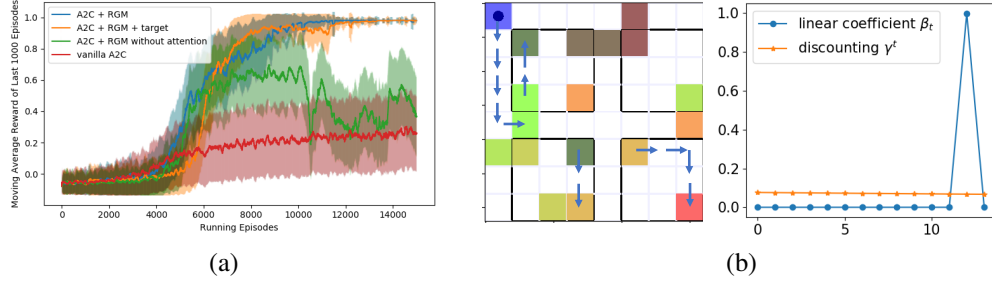 A2C + RGM
A2C + RGM + target
A2C + RGM without attention
vanilla A2C
Moving Average Reward of Last 1000 Episodes
1.0
0.8
0.6
0.4
0.2
0.0
0 2000 4000 6000 8000 10000 12000 14000
Running Episodes
(a)
linear coefficient βₜ
discounting γᵗ
1.0
0.8
0.6
0.4
0.2
0.0
0 5 10
(b)